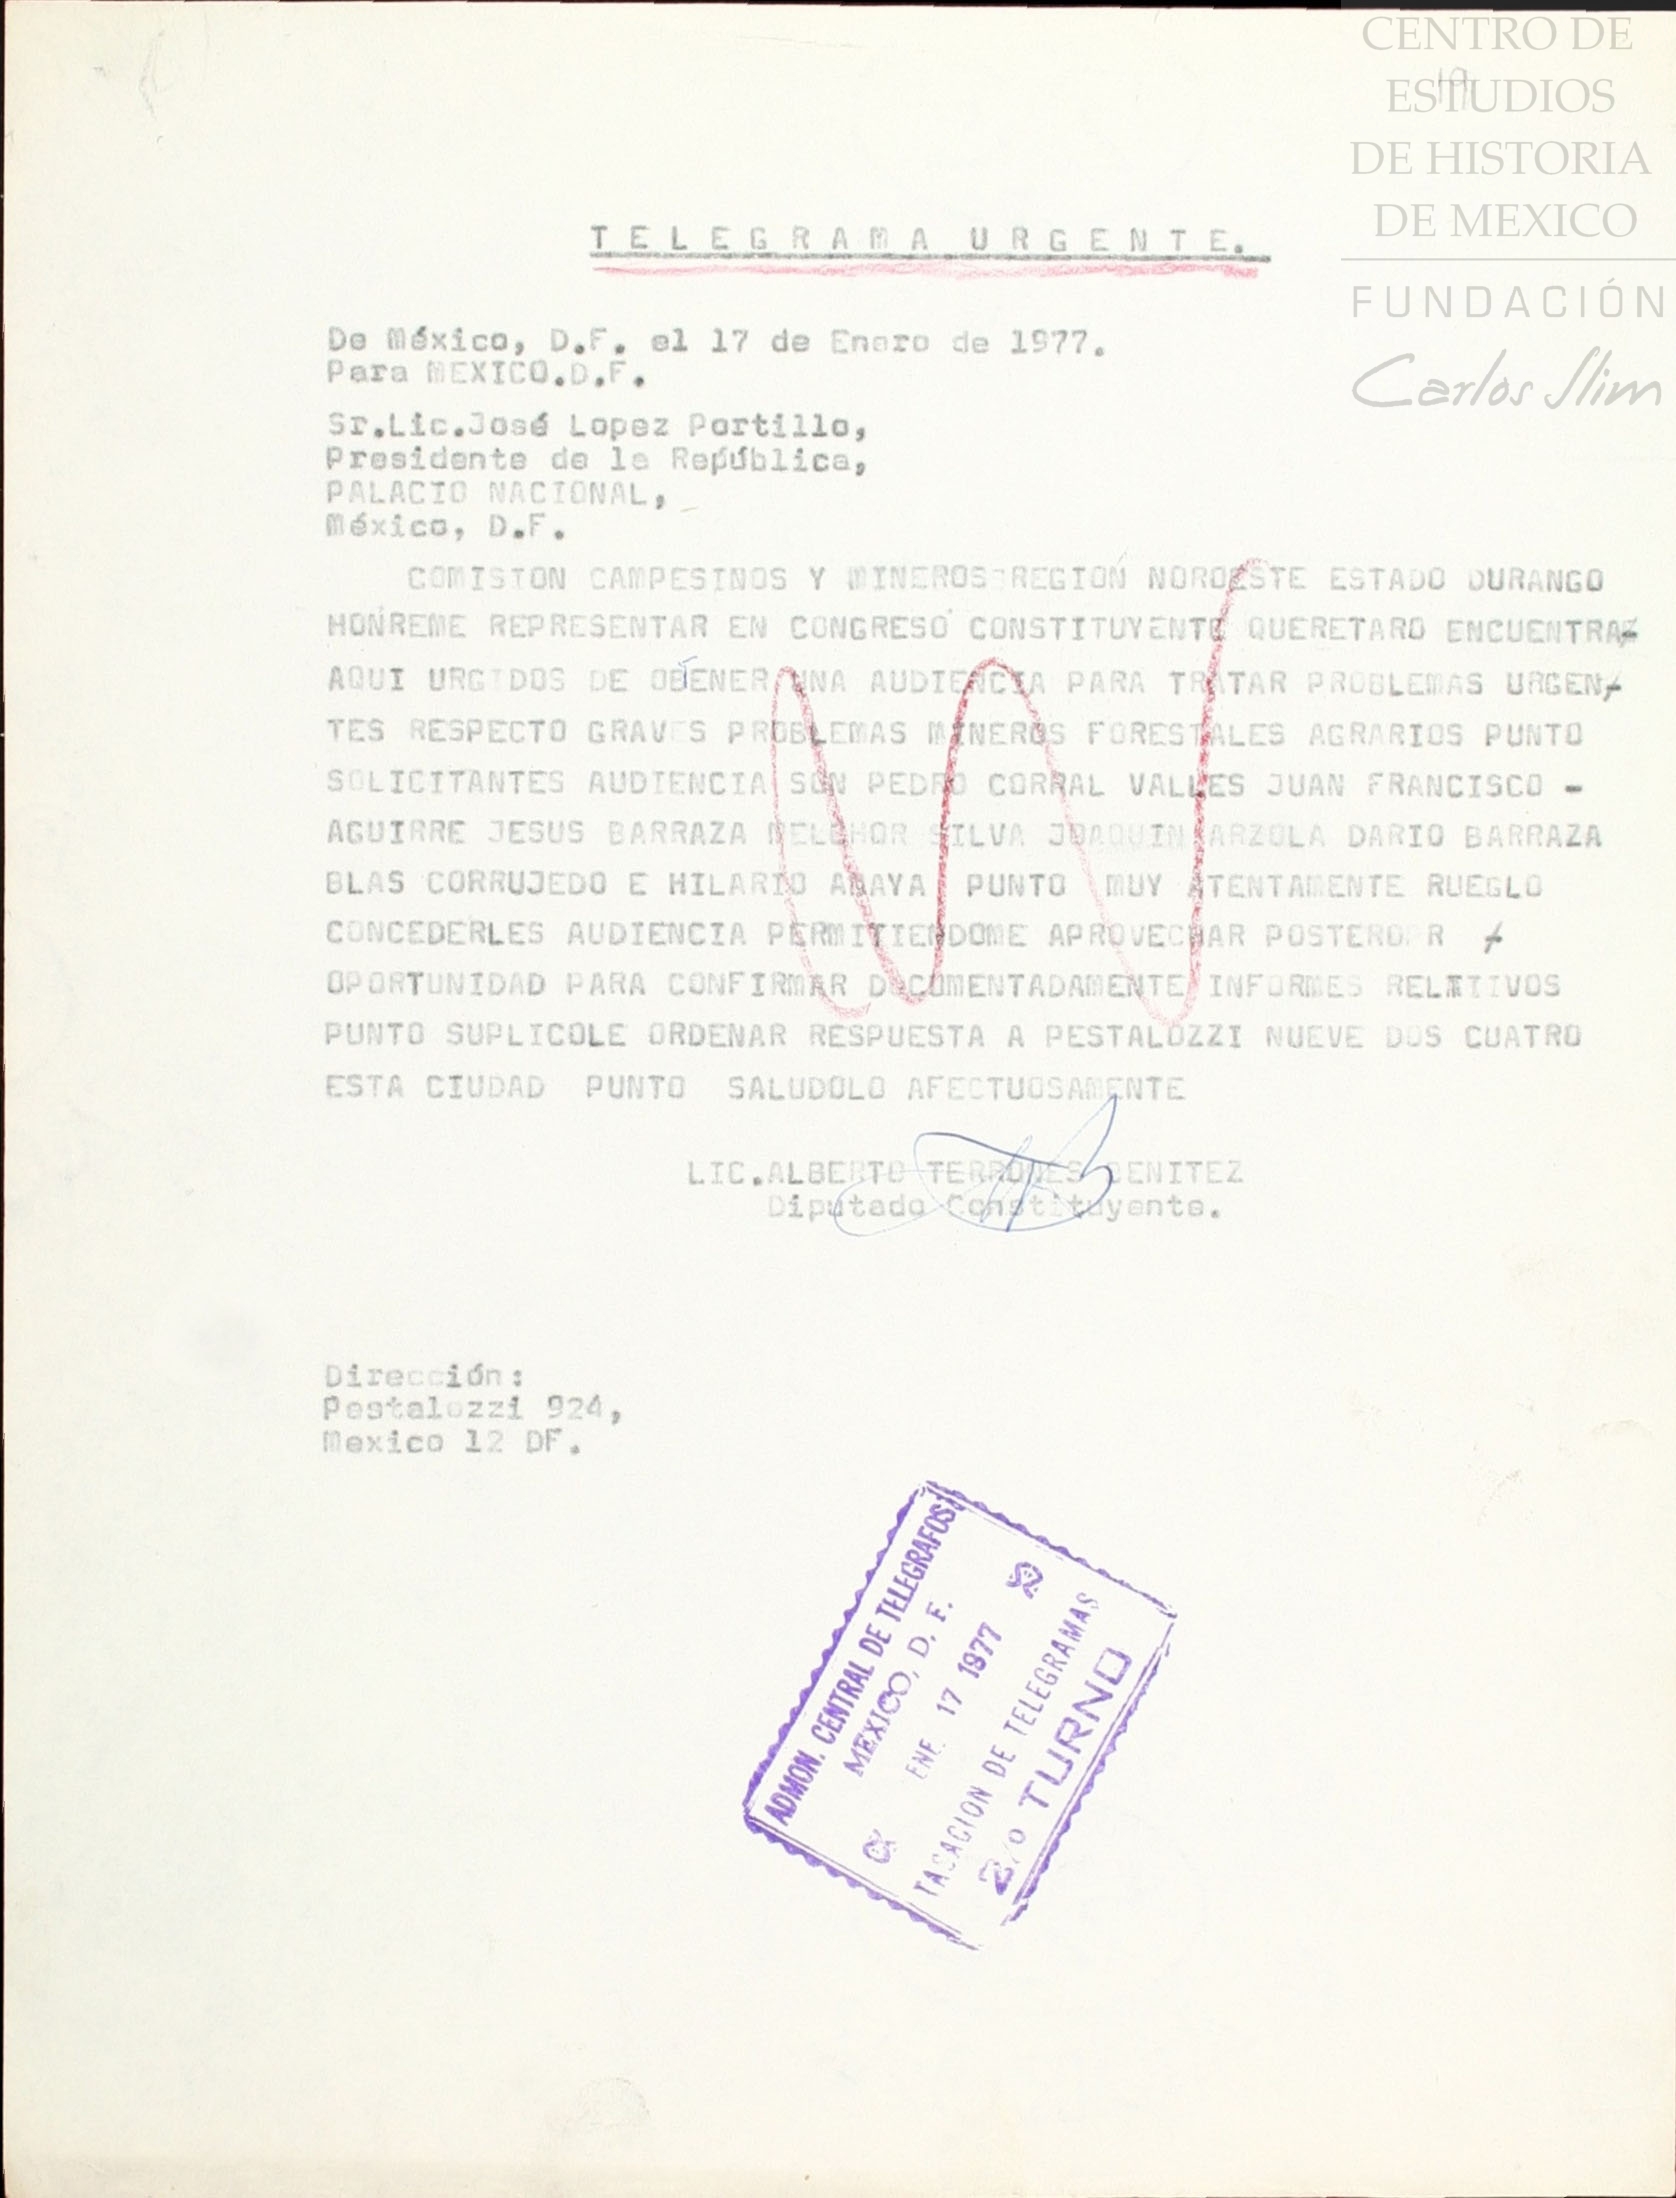 CENTRO DE
ESTUDIOS
DE HISTORIA
DE MEXICO
FUNDACIÓN
Carlos Slim
19
TELEGRAMA URGENTE.
De México, D.F. el 17 de Enero de 1977.
Para MEXICO.D.F.
Sr.Lic.José Lopez Portillo,
Presidente de la República,
PALACIO NACIONAL,
México, D.F.
COMISION CAMPESINOS Y MINEROS REGION NOROESTE ESTADO DURANGO
HONREME REPRESENTAR EN CONGRESO CONSTITUYENTE QUERETARO ENCUENTRA
AQUI URGIDOS DE OBTENER UNA AUDIENCIA PARA TRATAR PROBLEMAS URGEN-
TES RESPECTO GRAVES PROBLEMAS MINEROS FORESTALES AGRARIOS PUNTO
SOLICITANTES AUDIENCIA SON PEDRO CORRAL VALLES JUAN FRANCISCO -
AGUIRRE JESUS BARRAZA MELCHOR SILVA JOAQUIN ARZOLA DARIO BARRAZA
BLAS CORRUJEDO E HILARIO AMAYA PUNTO MUY ATENTAMENTE RUEGLO
CONCEDERLES AUDIENCIA PERMITIENDOME APROVECHAR POSTEROPR
OPORTUNIDAD PARA CONFIRMAR DOCUMENTADAMENTE INFORMES RELATIVOS
PUNTO SUPLICOLE ORDENAR RESPUESTA A PESTALOZZI NUEVE DOS CUATRO
ESTA CIUDAD PUNTO SALUDOLO AFECTUOSAMENTE
LIC.ALBERTO TERRONES BENITEZ
Diputado Constituyente.
Dirección:
Pestalozzi 924,
Mexico 12 DF.
ADMON. CENTRAL DE TELEGRAFOS
MEXICO, D. F.
ENE. 17 1977
TASACION DE TELEGRAMAS
2/o TURNO